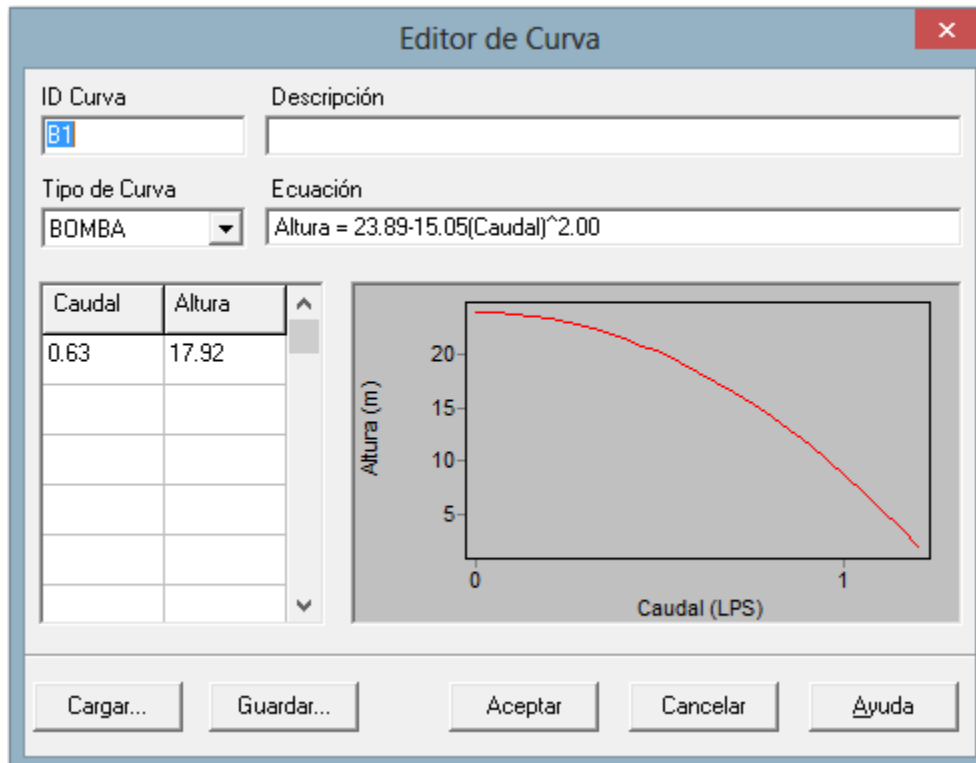 Editor de Curva
ID Curva
Descripción
B1
Tipo de Curva
Ecuación
BOMBA
Altura = 23.89-15.05(Caudal)^2.00
Caudal Altura
0.63 17.92
Altura (m)
20
15
10
5
0 1
Caudal (LPS)
Cargar... Guardar... Aceptar Cancelar Ayuda